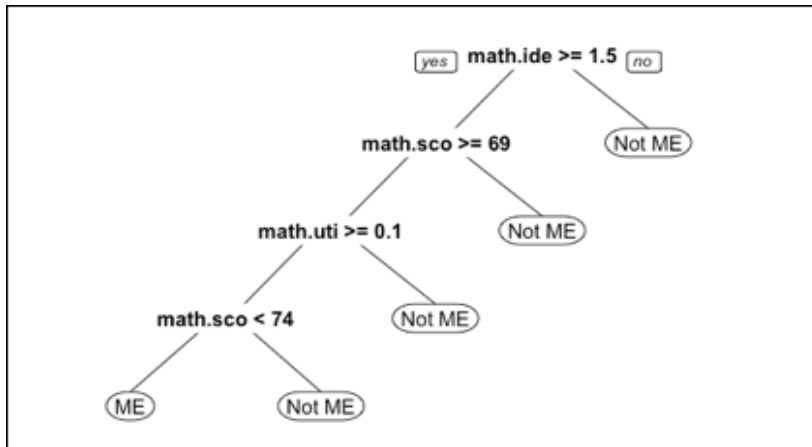 yes math.ide >= 1.5 no
math.sco >= 69 Not ME
math.uti >= 0.1 Not ME
math.sco < 74 Not ME
ME Not ME